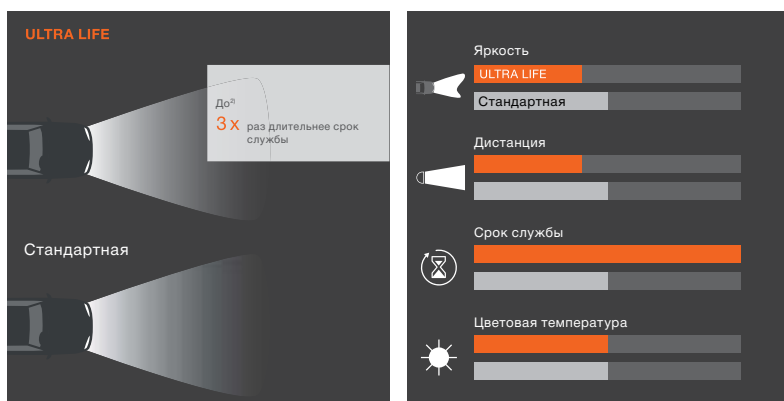 ULTRA LIFE
До²⁾
3 x раз длительнее срок
службы
Стандартная
Яркость
ULTRA LIFE
Стандартная
Дистанция
Срок службы
Цветовая температура